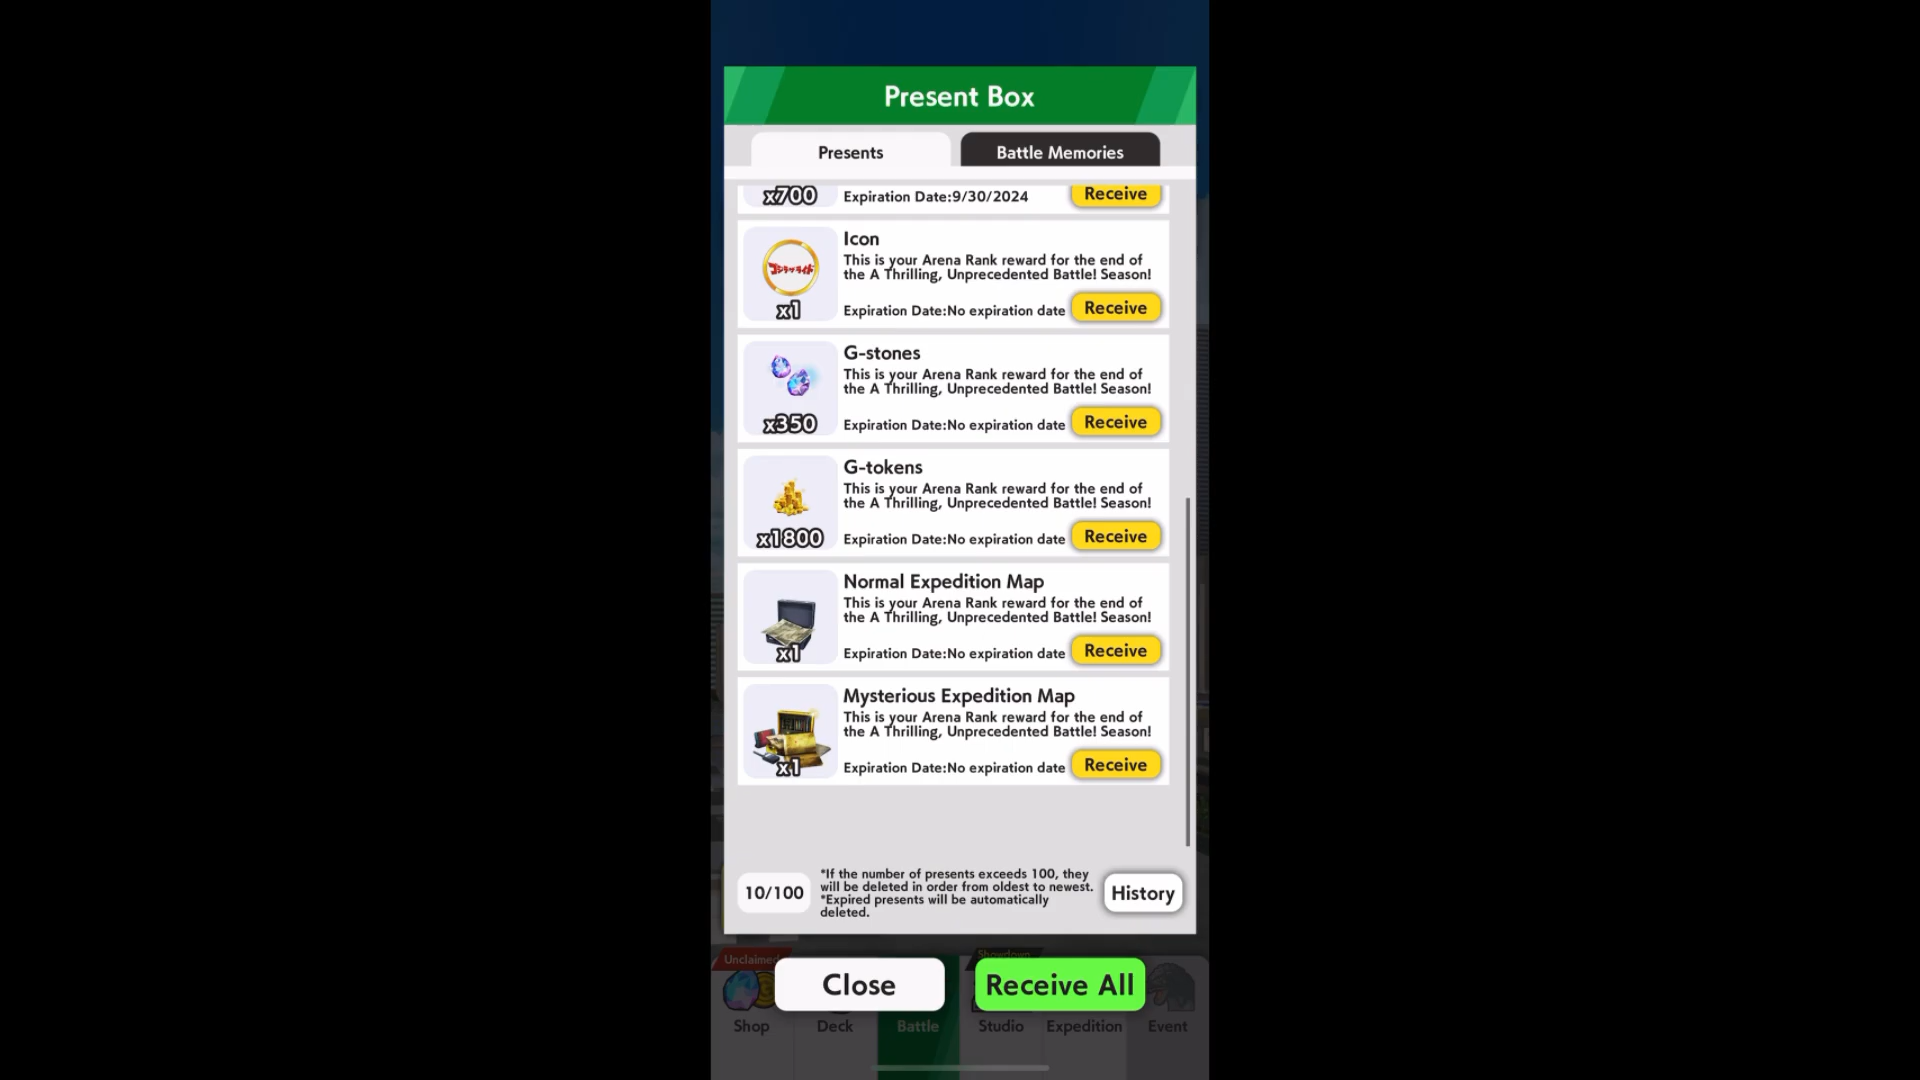 Present Box
Presents
Battle Memories
x700
Expiration Date:9/30/2024
Receive
Icon
This is your Arena Rank reward for the end of
the A Thrilling, Unprecedented Battle! Season!
x1
Expiration Date:No expiration date
Receive
G-stones
This is your Arena Rank reward for the end of
the A Thrilling, Unprecedented Battle! Season!
x350
Expiration Date:No expiration date
Receive
G-tokens
This is your Arena Rank reward for the end of
the A Thrilling, Unprecedented Battle! Season!
x1800
Expiration Date:No expiration date
Receive
Normal Expedition Map
This is your Arena Rank reward for the end of
the A Thrilling, Unprecedented Battle! Season!
x1
Expiration Date:No expiration date
Receive
Mysterious Expedition Map
This is your Arena Rank reward for the end of
the A Thrilling, Unprecedented Battle! Season!
x1
Expiration Date:No expiration date
Receive
10/100
*If the number of presents exceeds 100, they
will be deleted in order from oldest to newest.
*Expired presents will be automatically
deleted.
History
Unclaimed
Showdown
Close
Receive All
Shop
Deck
Battle
Studio
Expedition
Event